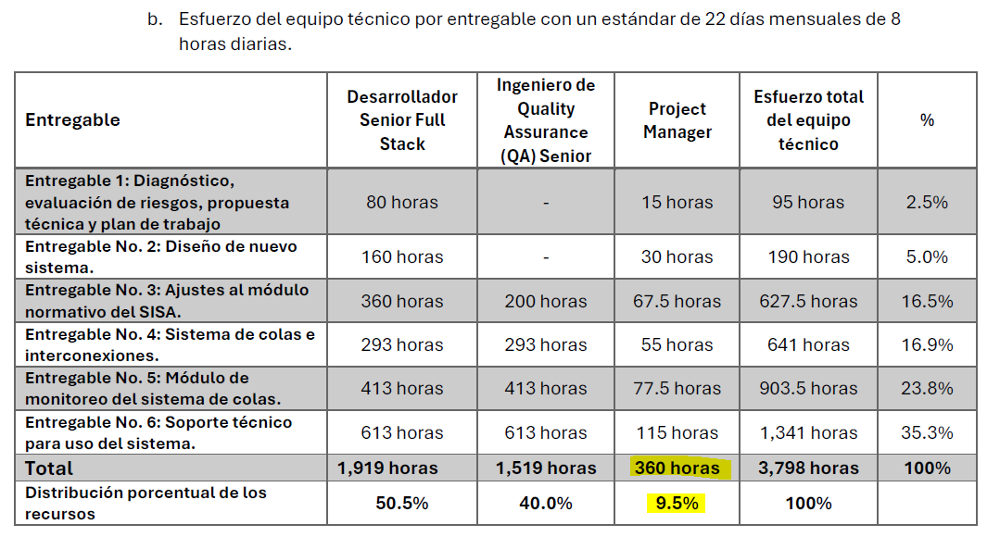 b. Esfuerzo del equipo técnico por entregable con un estándar de 22 días mensuales de 8
horas diarias.
Entregable
Desarrollador
Senior Full
Stack
Ingeniero de
Quality
Assurance
(QA) Senior
Project
Manager
Esfuerzo total
del equipo
técnico
%
Entregable 1: Diagnóstico,
evaluación de riesgos, propuesta
técnica y plan de trabajo
80 horas
-
15 horas
95 horas
2.5%
Entregable No. 2: Diseño de nuevo
sistema.
160 horas
-
30 horas
190 horas
5.0%
Entregable No. 3: Ajustes al módulo
normativo del SISA.
360 horas
200 horas
67.5 horas
627.5 horas
16.5%
Entregable No. 4: Sistema de colas e
interconexiones.
293 horas
293 horas
55 horas
641 horas
16.9%
Entregable No. 5: Módulo de
monitoreo del sistema de colas.
413 horas
413 horas
77.5 horas
903.5 horas
23.8%
Entregable No. 6: Soporte técnico
para uso del sistema.
613 horas
613 horas
115 horas
1,341 horas
35.3%
Total
1,919 horas
1,519 horas
360 horas
3,798 horas
100%
Distribución porcentual de los
recursos
50.5%
40.0%
9.5%
100%